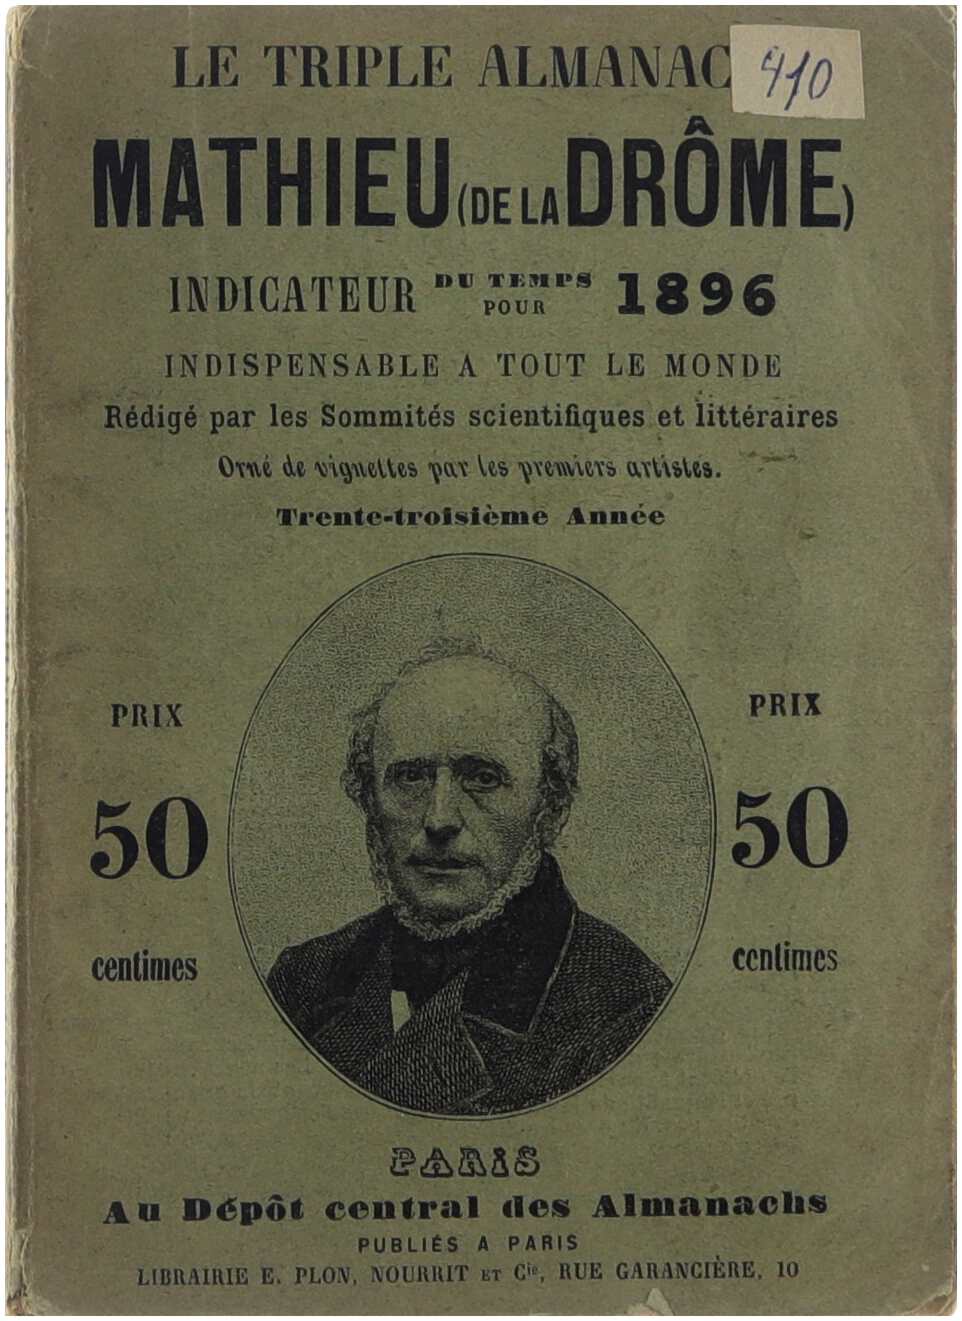 LE TRIPLE ALMANAC
410
MATHIEU (DE LA DRÔME)
INDICATEUR DU TEMPS POUR 1896
INDISPENSABLE A TOUT LE MONDE
Rédigé par les Sommités scientifiques et littéraires
Orné de vignettes par les premiers artistes.
Trente-troisième Année
PRIX
50
centimes
PRIX
50
centimes
PARIS
Au Dépôt central des Almanachs
PUBLIÉS A PARIS
LIBRAIRIE E. PLON, NOURRIT ET Cie, RUE GARANCIÈRE, 10